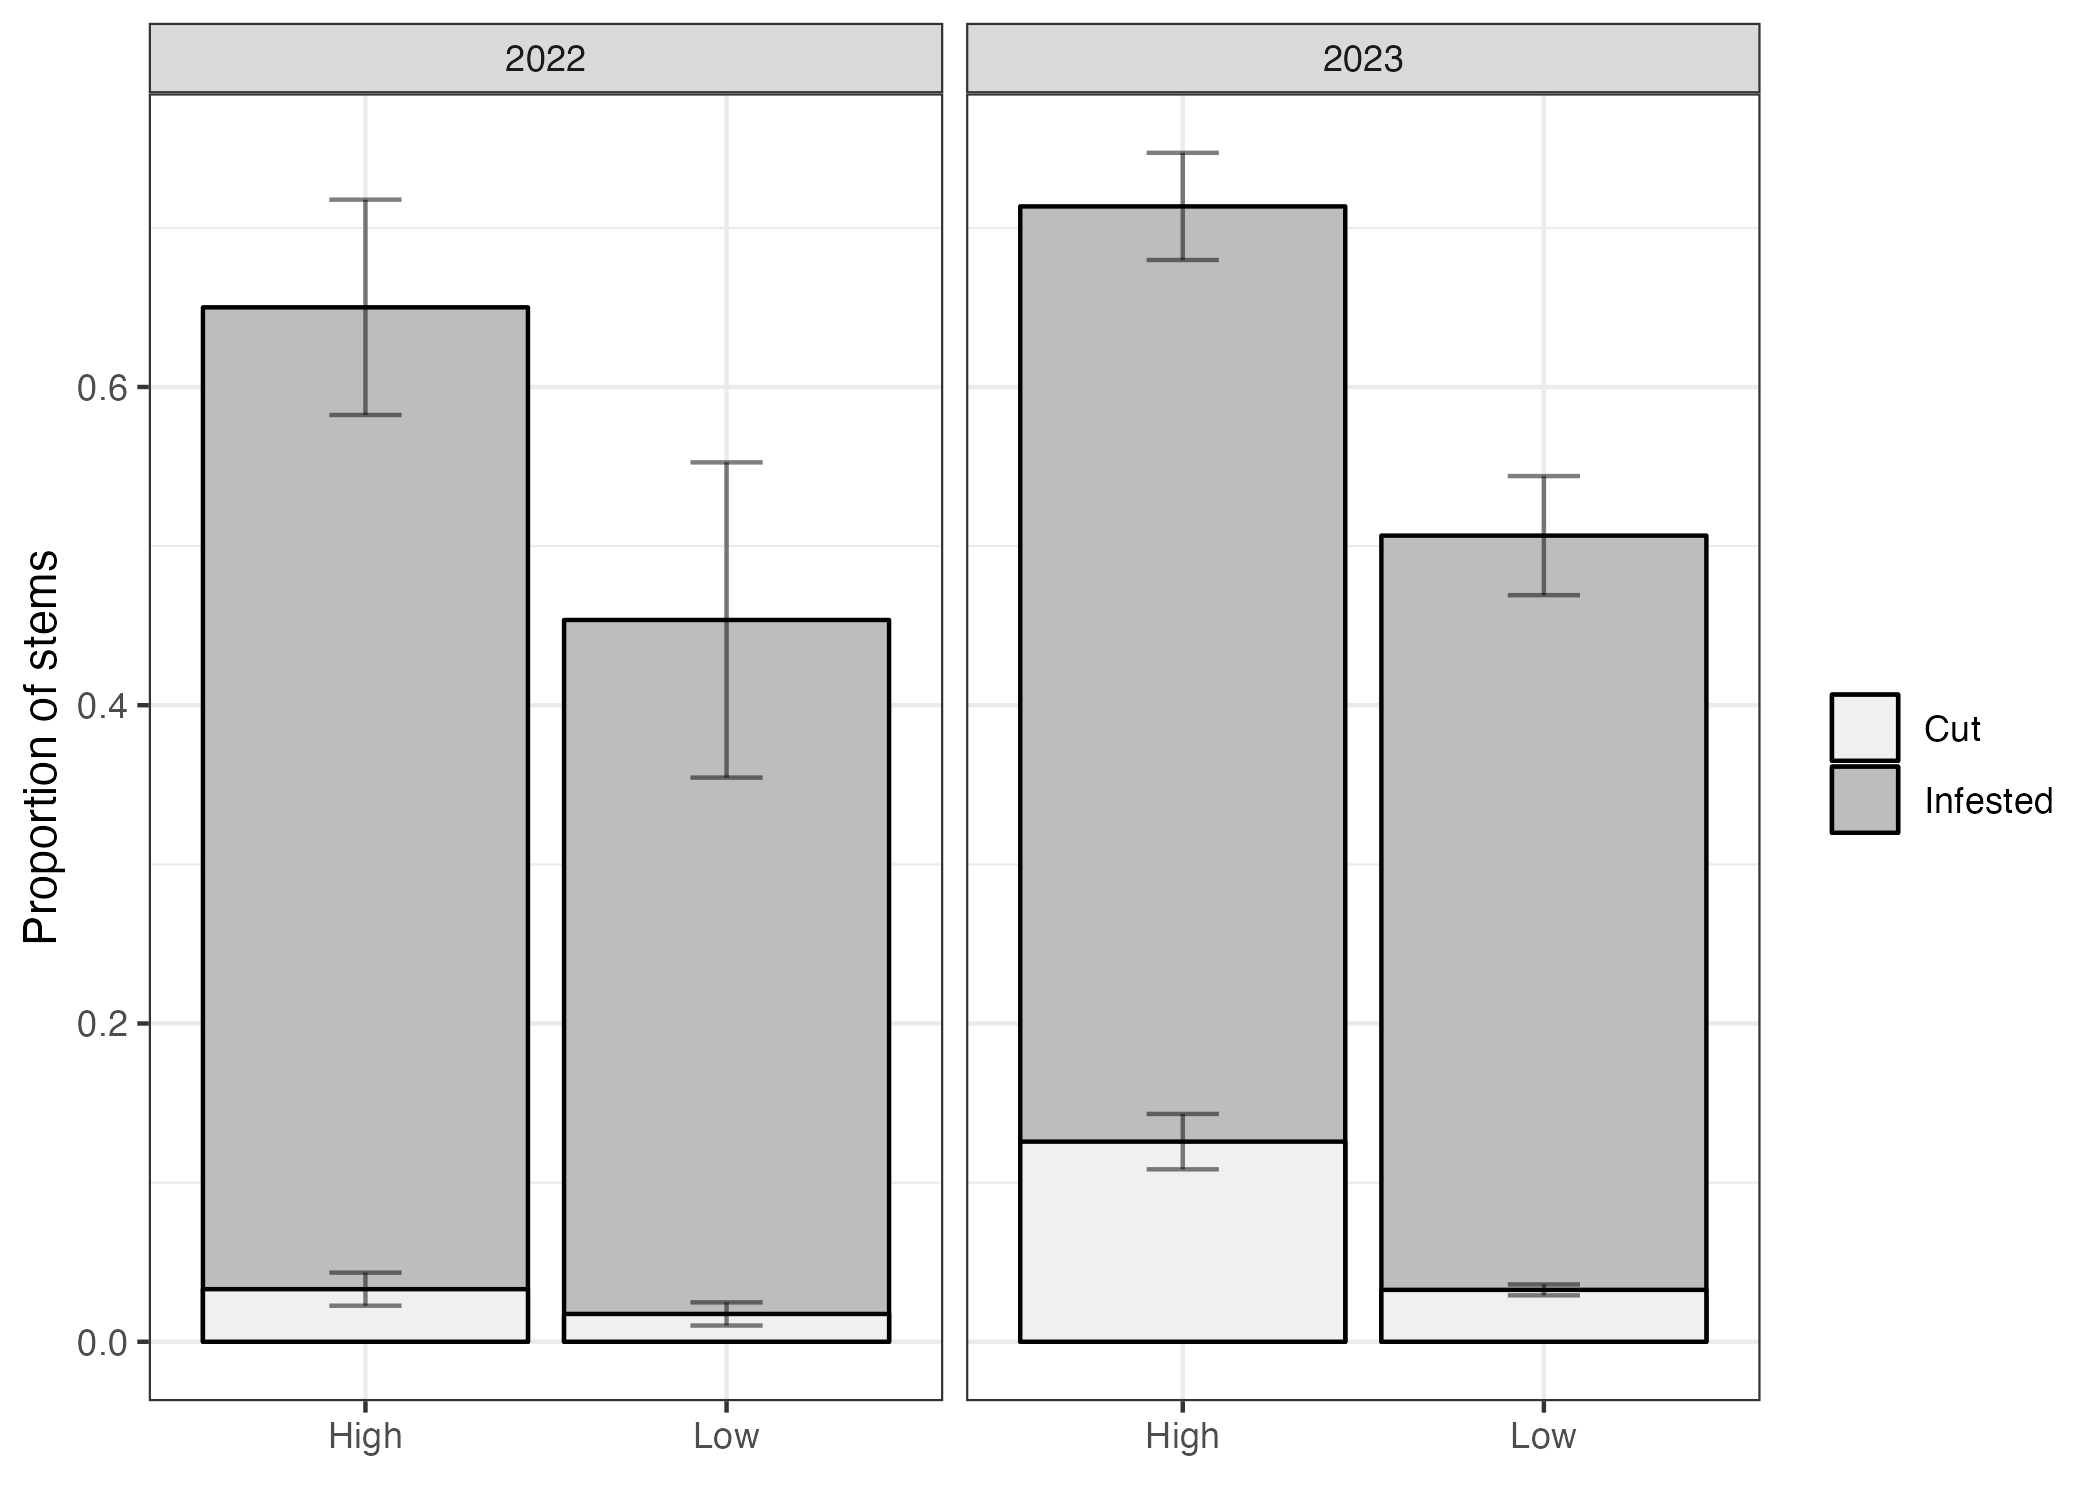 2022
2023
Proportion of stems
0.6
0.4
0.2
0.0
High
Low
High
Low
Cut
Infested